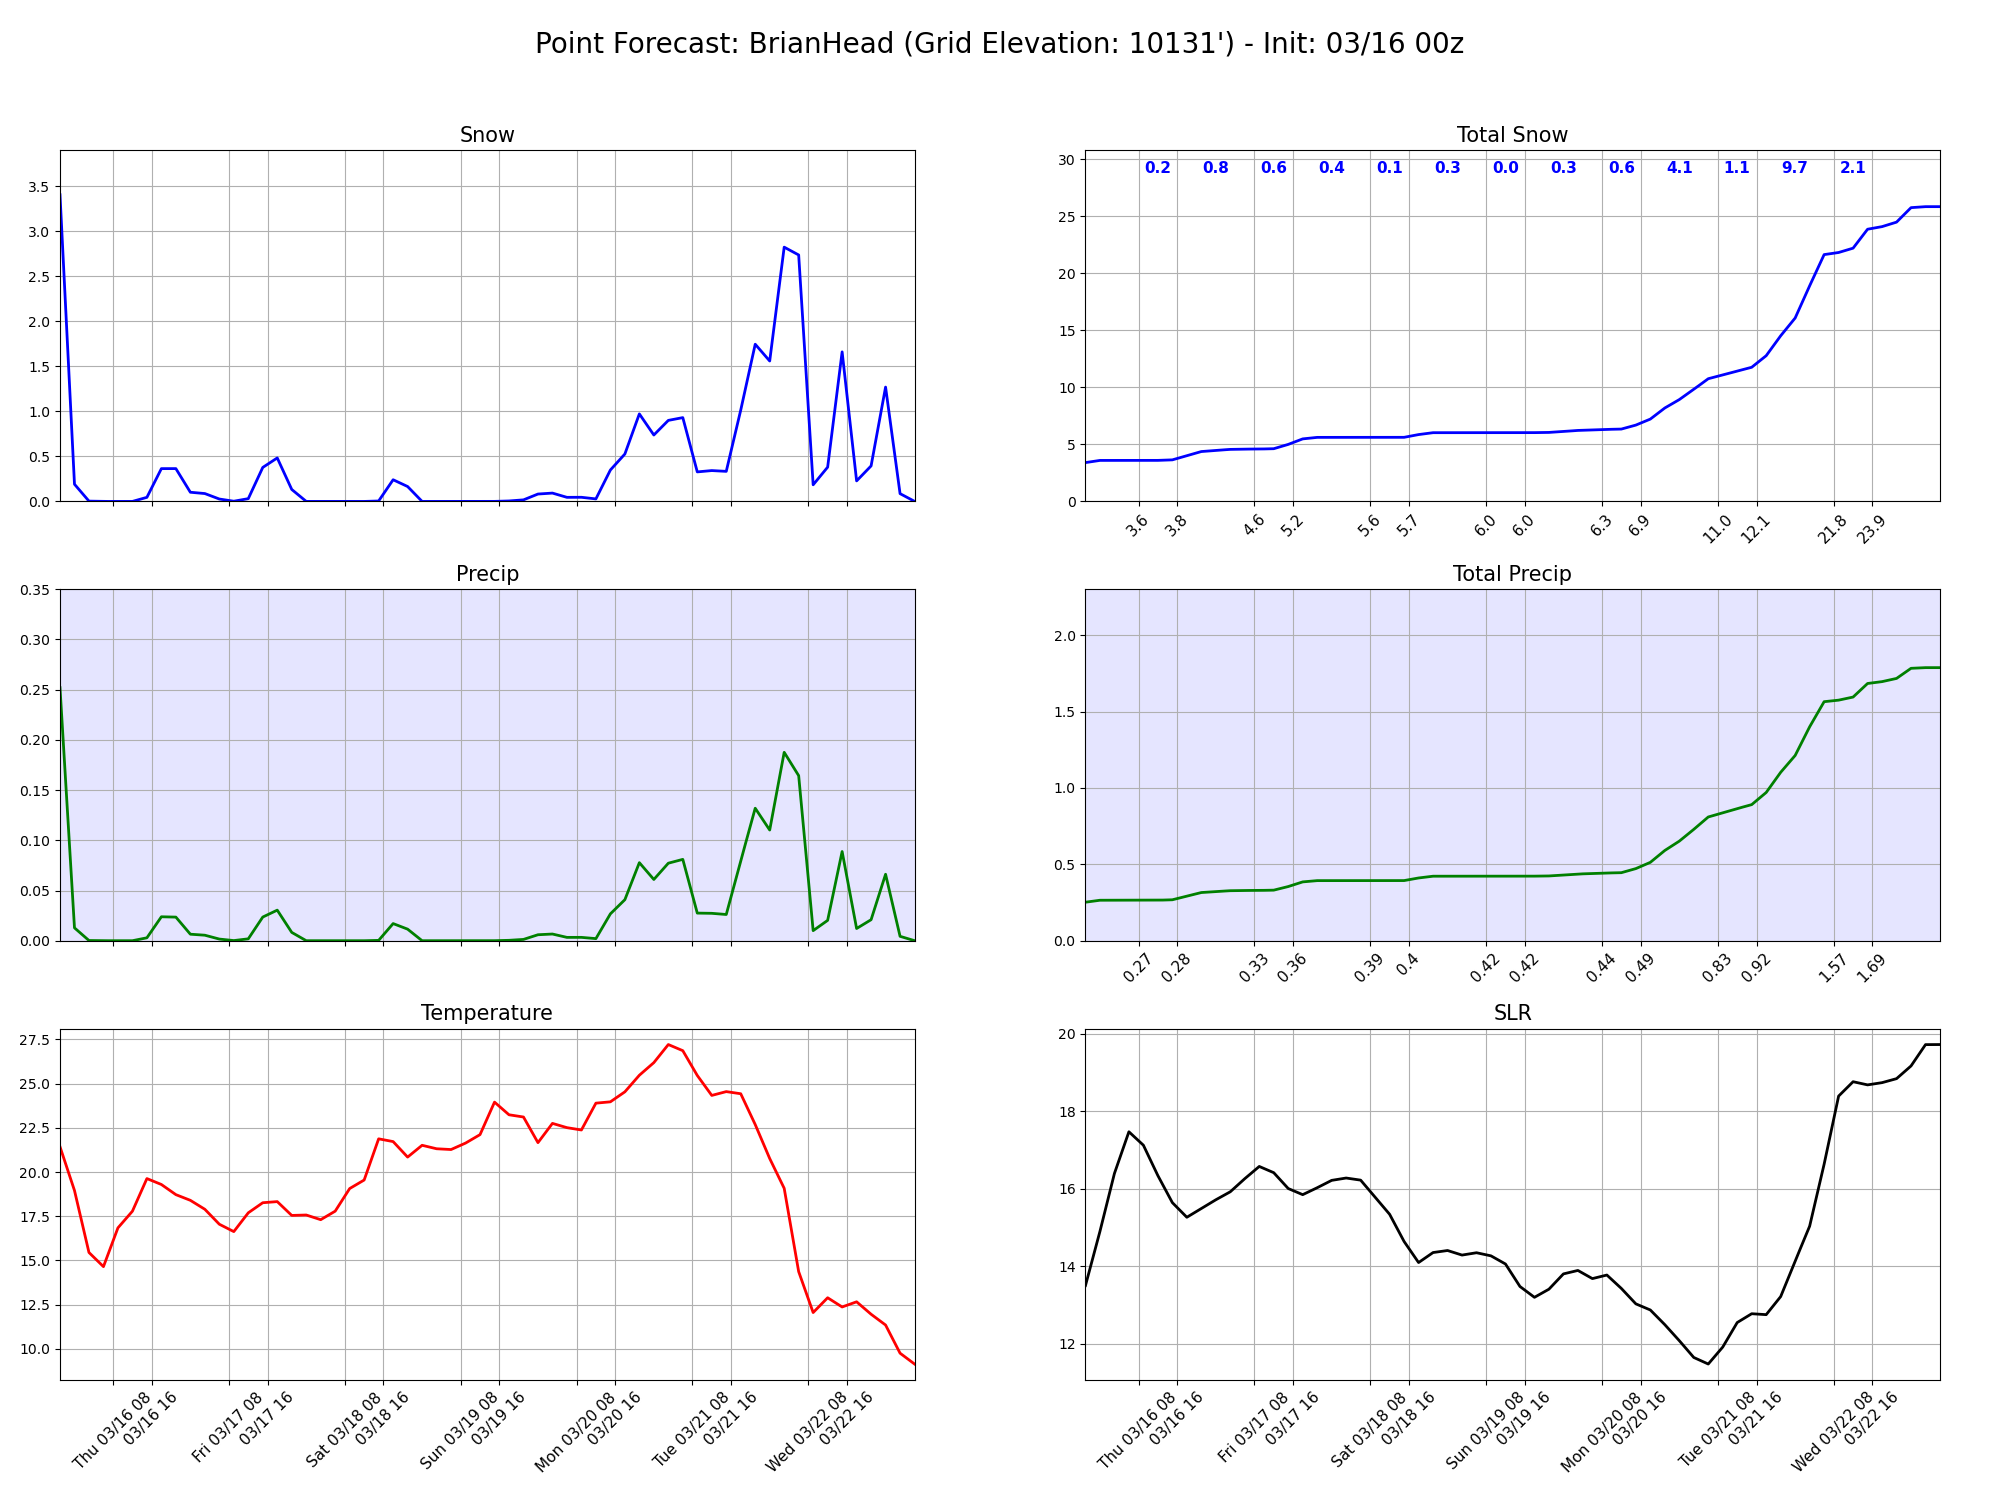 Point Forecast: BrianHead (Grid Elevation: 10131') - Init: 03/16 00z
Snow
3.5
3.0
2.5
2.0
1.5
1.0
0.5
0.0
Total Snow
0.2 0.8 0.6 0.4 0.1 0.3 0.0 0.3 0.6 4.1 1.1 9.7 2.1
30
25
20
15
10
5
0
3.6 3.8 4.6 5.2 5.6 5.7 6.0 6.0 6.3 6.9 11.0 12.1 21.8 23.9
Precip
0.35
0.30
0.25
0.20
0.15
0.10
0.05
0.00
Total Precip
2.0
1.5
1.0
0.5
0.0
0.27 0.28 0.33 0.36 0.39 0.4 0.42 0.42 0.44 0.49 0.83 0.92 1.57 1.69
Temperature
27.5
25.0
22.5
20.0
17.5
15.0
12.5
10.0
Thu 03/16 08
03/16 16
Fri 03/17 08
03/17 16
Sat 03/18 08
03/18 16
Sun 03/19 08
03/19 16
Mon 03/20 08
03/20 16
Tue 03/21 08
03/21 16
Wed 03/22 08
03/22 16
SLR
20
18
16
14
12
Thu 03/16 08
03/16 16
Fri 03/17 08
03/17 16
Sat 03/18 08
03/18 16
Sun 03/19 08
03/19 16
Mon 03/20 08
03/20 16
Tue 03/21 08
03/21 16
Wed 03/22 08
03/22 16